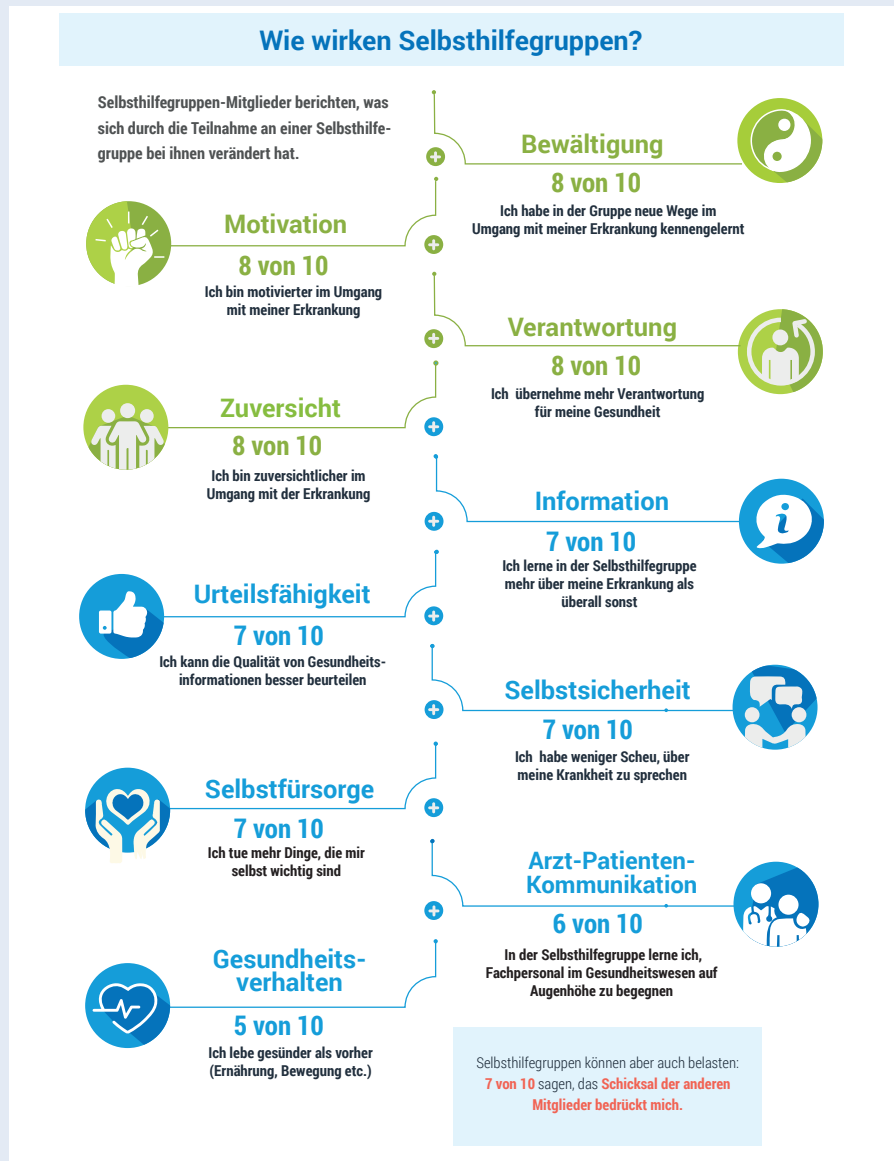 Wie wirken Selbsthilfegruppen?
Selbsthilfegruppen-Mitglieder berichten, was
sich durch die Teilnahme an einer Selbsthilfe-
gruppe bei ihnen verändert hat.
Bewältigung
8 von 10
Ich habe in der Gruppe neue Wege im
Umgang mit meiner Erkrankung kennengelernt
Motivation
8 von 10
Ich bin motivierter im Umgang
mit meiner Erkrankung
Verantwortung
8 von 10
Ich übernehme mehr Verantwortung
für meine Gesundheit
Zuversicht
8 von 10
Ich bin zuversichtlicher im
Umgang mit der Erkrankung
Information
7 von 10
Ich lerne in der Selbsthilfegruppe
mehr über meine Erkrankung als
überall sonst
Urteilsfähigkeit
7 von 10
Ich kann die Qualität von Gesundheits-
informationen besser beurteilen
Selbstsicherheit
7 von 10
Ich habe weniger Scheu, über
meine Krankheit zu sprechen
Selbstfürsorge
7 von 10
Ich tue mehr Dinge, die mir
selbst wichtig sind
Arzt-Patienten-
Kommunikation
6 von 10
In der Selbsthilfegruppe lerne ich,
Fachpersonal im Gesundheitswesen auf
Augenhöhe zu begegnen
Gesundheits-
verhalten
5 von 10
Ich lebe gesünder als vorher
(Ernährung, Bewegung etc.)
Selbsthilfegruppen können aber auch belasten:
7 von 10 sagen, das Schicksal der anderen
Mitglieder bedrückt mich.